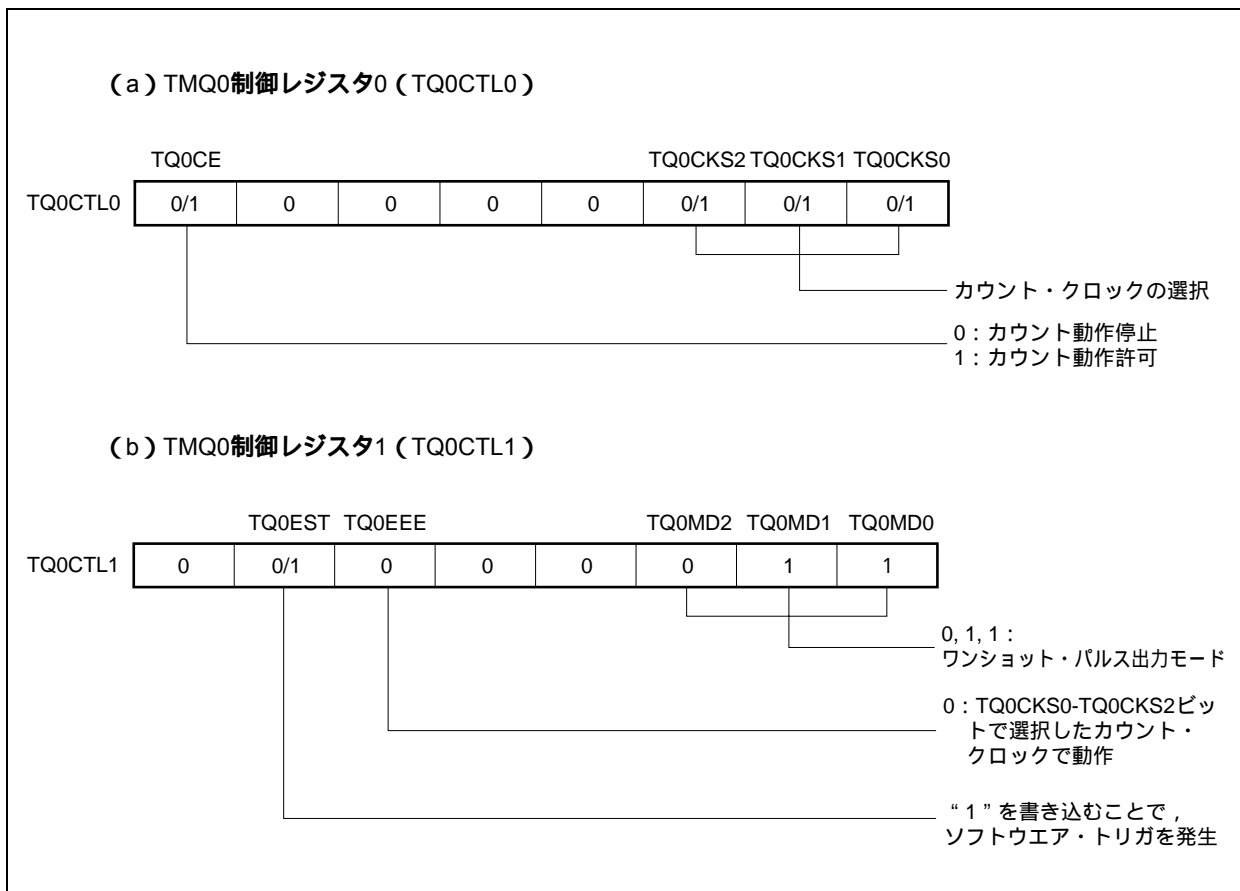 （a）TMQ0制御レジスタ0（TQ0CTL0）
TQ0CE TQ0CKS2 TQ0CKS1 TQ0CKS0
TQ0CTL0 0/1 0 0 0 0 0/1 0/1 0/1
カウント・クロックの選択
0：カウント動作停止
1：カウント動作許可
（b）TMQ0制御レジスタ1（TQ0CTL1）
TQ0EST TQ0EEE TQ0MD2 TQ0MD1 TQ0MD0
TQ0CTL1 0 0/1 0 0 0 0 1 1
0, 1, 1：
ワンショット・パルス出力モード
0：TQ0CKS0-TQ0CKS2ビッ
トで選択したカウント・
クロックで動作
“1”を書き込むことで，
ソフトウエア・トリガを発生